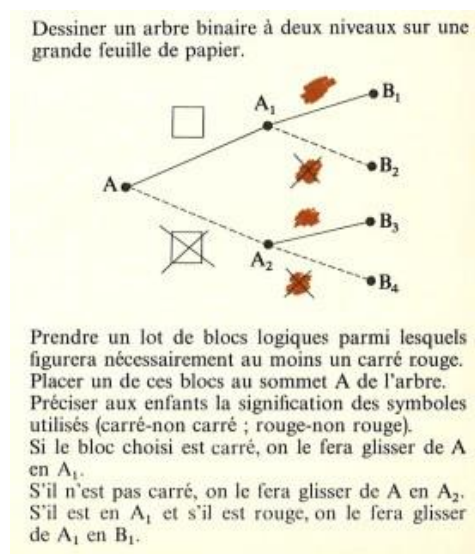 Dessiner un arbre binaire à deux niveaux sur une
grande feuille de papier.
A₁
B₁
A
B₂
B₃
A₂
B₄
Prendre un lot de blocs logiques parmi lesquels
figurera nécessairement au moins un carré rouge.
Placer un de ces blocs au sommet A de l'arbre.
Préciser aux enfants la signification des symboles
utilisés (carré-non carré ; rouge-non rouge).
Si le bloc choisi est carré, on le fera glisser de A
en A₁.
S'il n'est pas carré, on le fera glisser de A en A₂.
S'il est en A₁ et s'il est rouge, on le fera glisser
de A₁ en B₁.